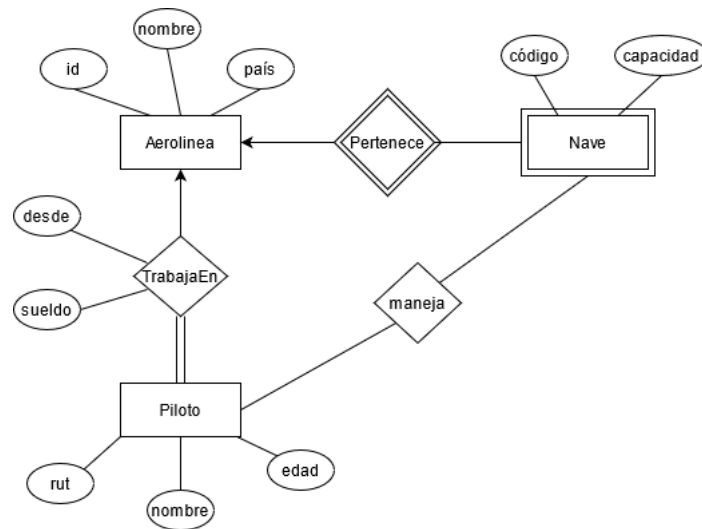 nombre
id
país
código
capacidad
Aerolinea
Pertenece
Nave
desde
TrabajaEn
sueldo
maneja
Piloto
rut
nombre
edad